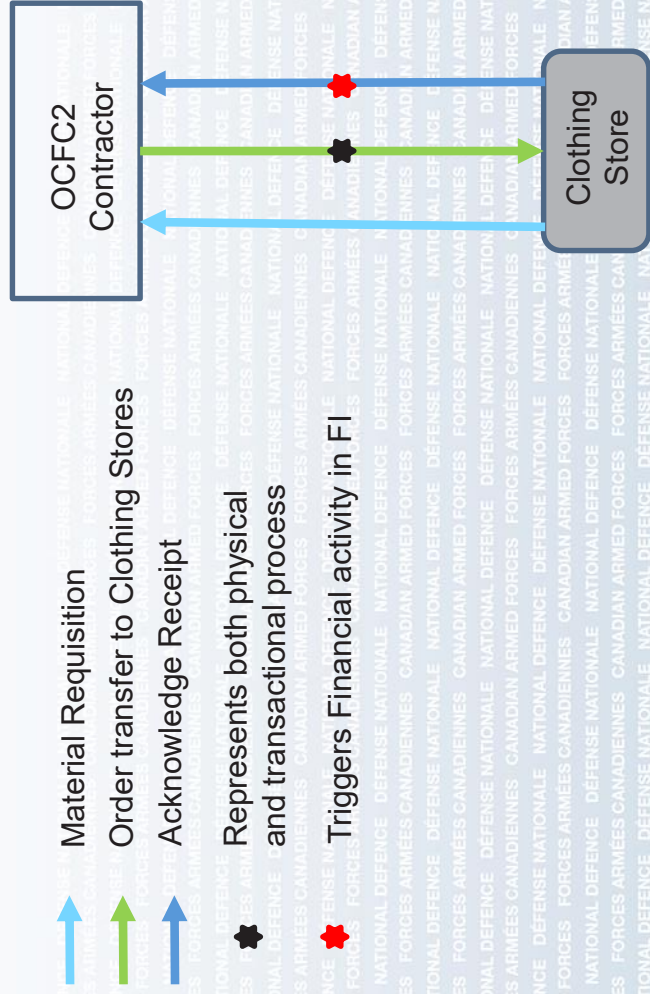 Material Requisition
Order transfer to Clothing Stores
Acknowledge Receipt
Represents both physical
and transactional process
Triggers Financial activity in FI
OCFC2
Contractor
Clothing
Store